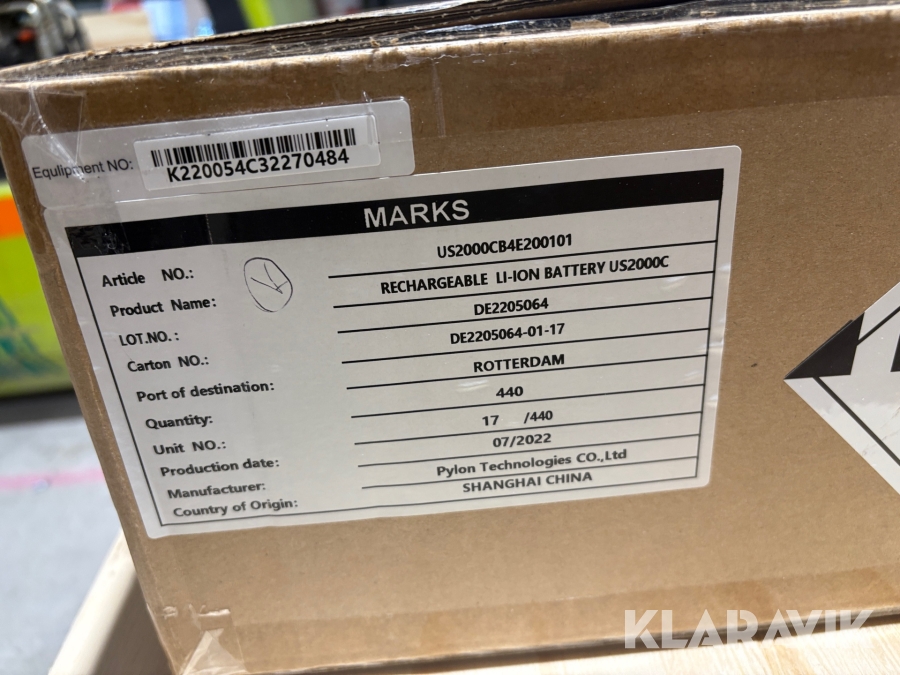 Equlipment NO:
K220054C32270484
MARKS
Article NO.: US2000CB4E200101
Product Name: RECHARGEABLE LI-ION BATTERY US2000C
LOT.NO.: DE2205064
Carton NO.: DE2205064-01-17
Port of destination: ROTTERDAM
Quantity: 440
Unit NO.: 17 /440
Production date: 07/2022
Manufacturer: Pylon Technologies CO.,Ltd
Country of Origin: SHANGHAI CHINA
KLARAVIK